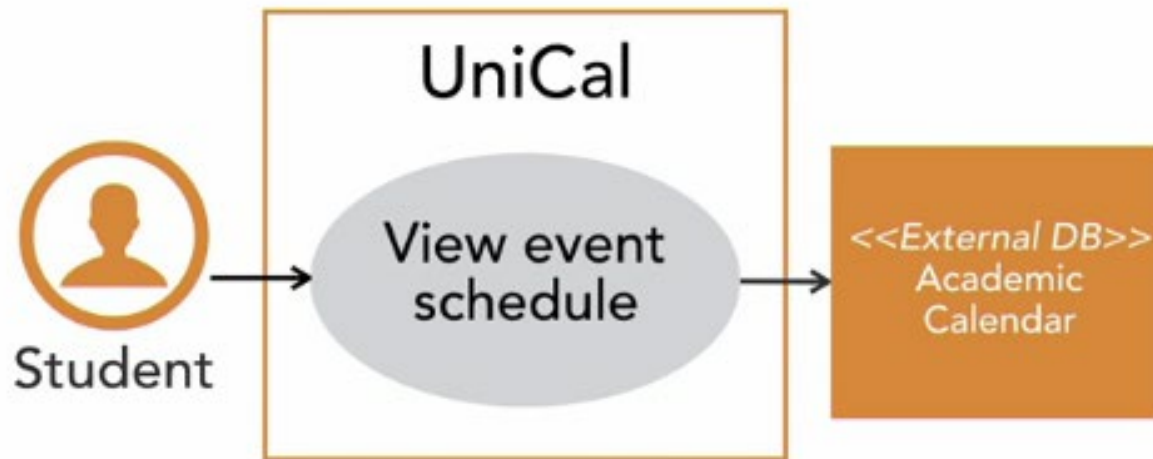 UniCal
View event
schedule
<<External DB>>
Academic
Calendar
Student